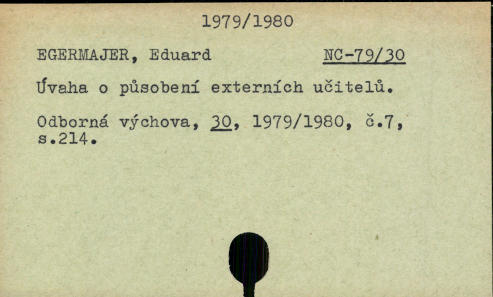 1979/1980
EGERMAJER, Eduard NC-79/30
Úvaha o působení externích učitelů.
Odborná výchova, 30, 1979/1980, č.7,
s.214.